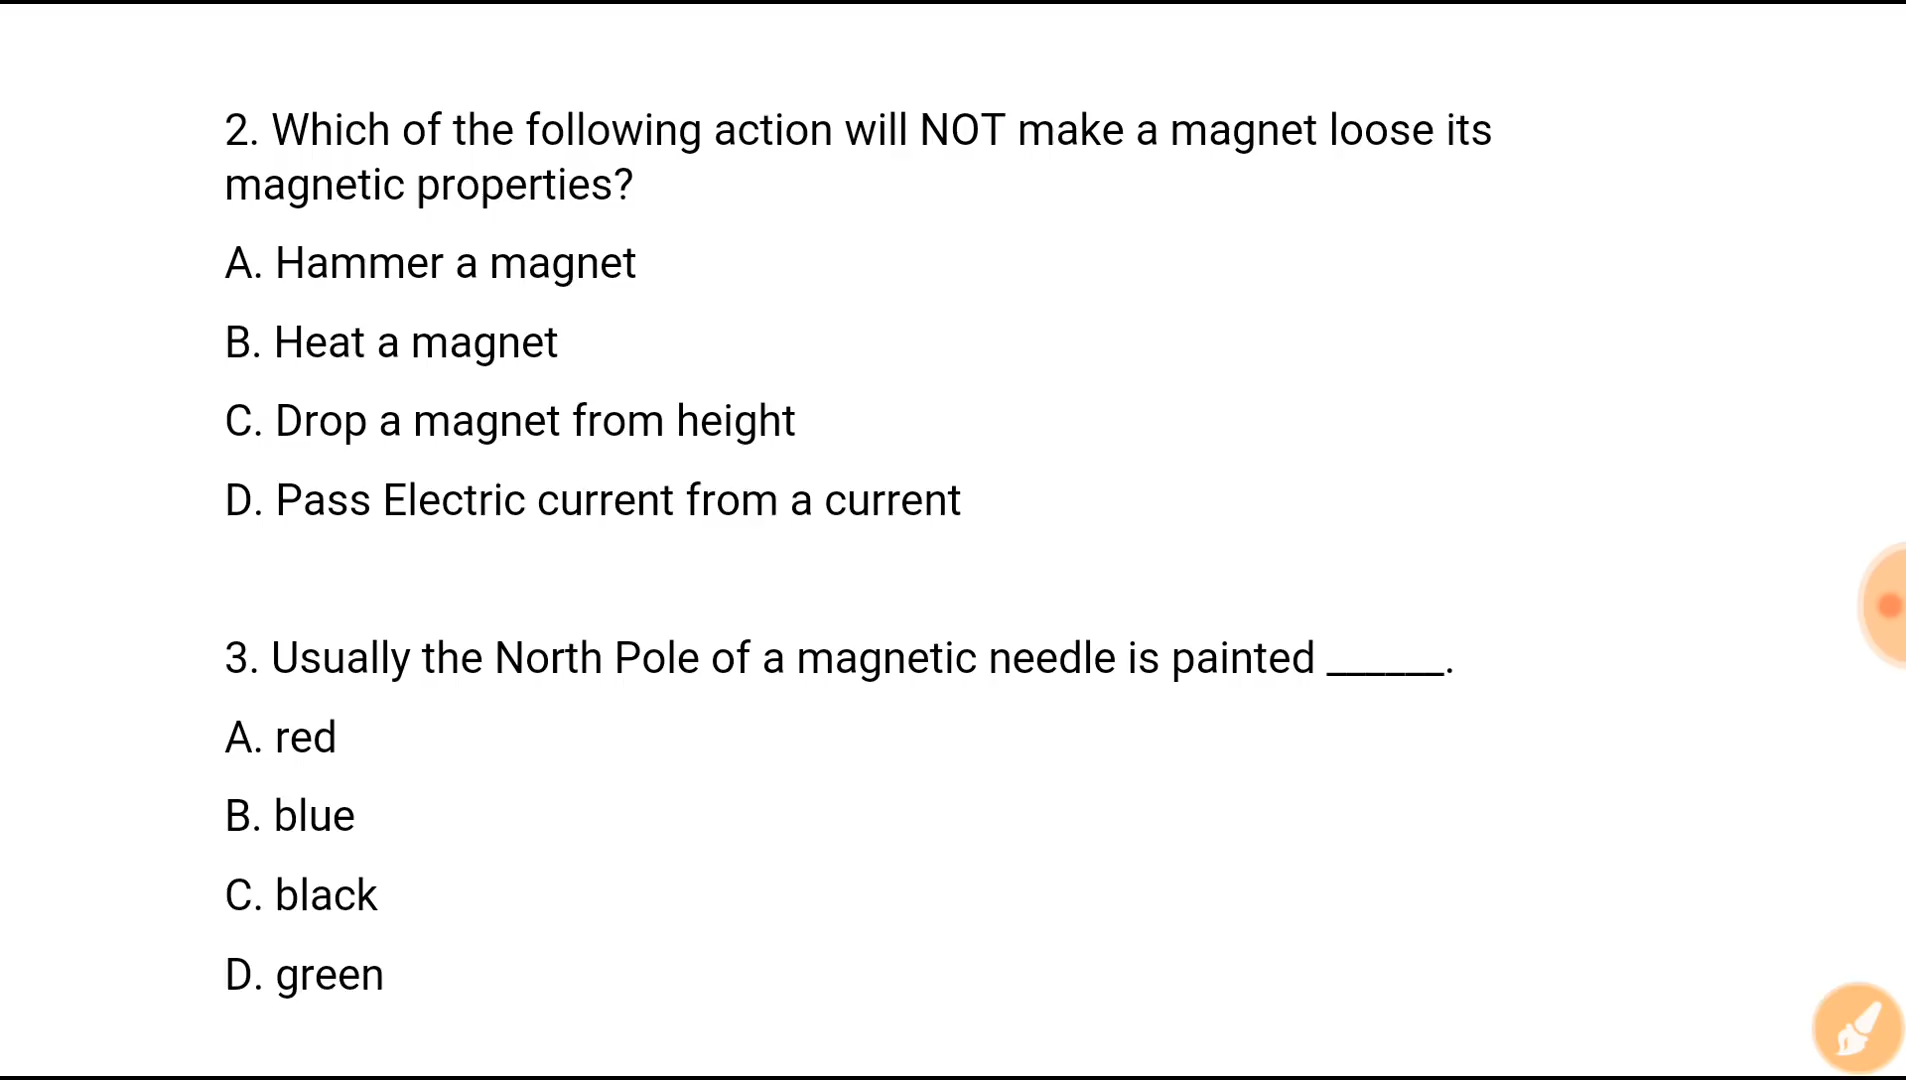 2. Which of the following action will NOT make a magnet loose its
magnetic properties?
A. Hammer a magnet
B. Heat a magnet
C. Drop a magnet from height
D. Pass Electric current from a current
3. Usually the North Pole of a magnetic needle is painted ______.
A. red
B. blue
C. black
D. green